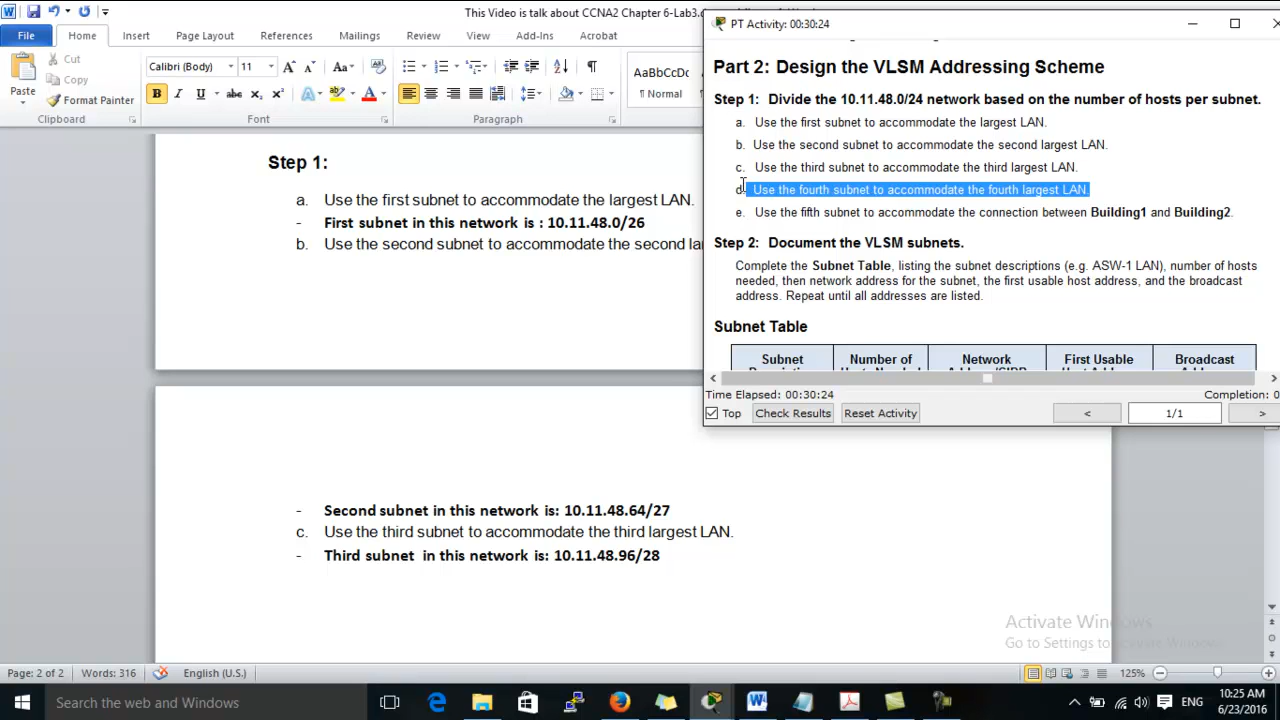 This Video is talk about CCNA2 Chapter 6-Lab3.
File Home Insert Page Layout References Mailings Review View Add-Ins Acrobat
Cut
Copy
Format Painter
Paste
Calibri (Body) 11
Clipboard Font Paragraph
AaBbCcDc
¶ Normal
Step 1:
a. Use the first subnet to accommodate the largest LAN.
- First subnet in this network is : 10.11.48.0/26
b. Use the second subnet to accommodate the second la
- Second subnet in this network is: 10.11.48.64/27
c. Use the third subnet to accommodate the third largest LAN.
- Third subnet in this network is: 10.11.48.96/28
PT Activity: 00:30:24
Part 2: Design the VLSM Addressing Scheme
Step 1: Divide the 10.11.48.0/24 network based on the number of hosts per subnet.
a. Use the first subnet to accommodate the largest LAN.
b. Use the second subnet to accommodate the second largest LAN.
c. Use the third subnet to accommodate the third largest LAN.
d. Use the fourth subnet to accommodate the fourth largest LAN.
e. Use the fifth subnet to accommodate the connection between Building1 and Building2.
Step 2: Document the VLSM subnets.
Complete the Subnet Table, listing the subnet descriptions (e.g. ASW-1 LAN), number of hosts
needed, then network address for the subnet, the first usable host address, and the broadcast
address. Repeat until all addresses are listed.
Subnet Table
Subnet Number of Network First Usable Broadcast
Time Elapsed: 00:30:24 Completion: 0
Top Check Results Reset Activity < 1/1 >
Activate Windows
Go to Settings to activate Windows.
Page: 2 of 2 Words: 316 English (U.S.) 125%
Search the web and Windows
ENG
10:25 AM
6/23/2016